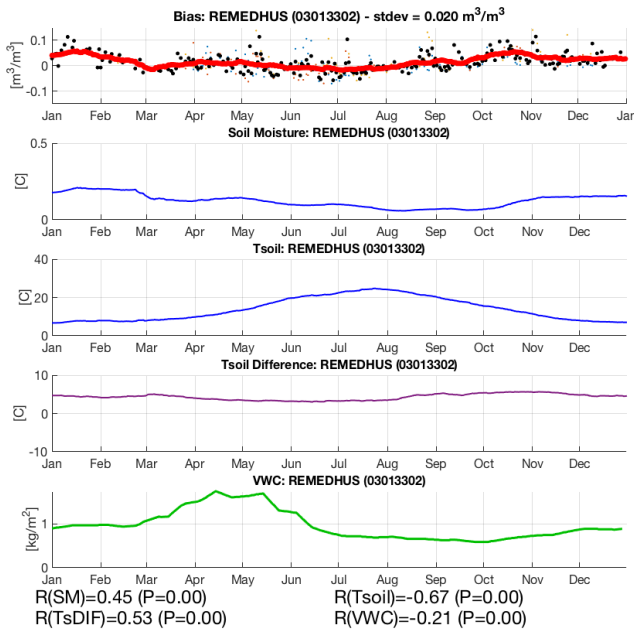 Bias: REMEDHUS (03013302) - stdev = 0.020 m³/m³
[m³/m³]
0.1
0
-0.1
Jan Feb Mar Apr May Jun Jul Aug Sep Oct Nov Dec Jan
Soil Moisture: REMEDHUS (03013302)
[C]
0.5
0
Jan Feb Mar Apr May Jun Jul Aug Sep Oct Nov Dec
Tsoil: REMEDHUS (03013302)
[C]
40
20
0
Jan Feb Mar Apr May Jun Jul Aug Sep Oct Nov Dec
Tsoil Difference: REMEDHUS (03013302)
[C]
10
0
-10
Jan Feb Mar Apr May Jun Jul Aug Sep Oct Nov Dec
VWC: REMEDHUS (03013302)
[kg/m²]
1
0
Jan Feb Mar Apr May Jun Jul Aug Sep Oct Nov Dec
R(SM)=0.45 (P=0.00) R(Tsoil)=-0.67 (P=0.00)
R(TsDIF)=0.53 (P=0.00) R(VWC)=-0.21 (P=0.00)